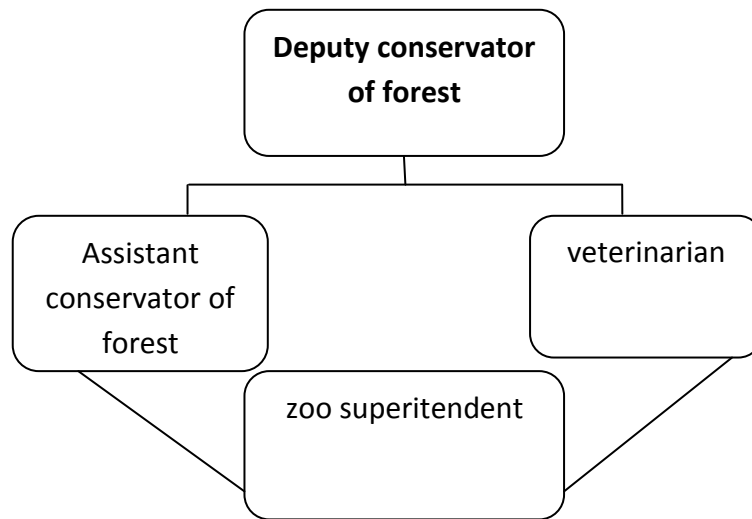 Deputy conservator
of forest
Assistant
conservator of
forest
veterinarian
zoo superitendent